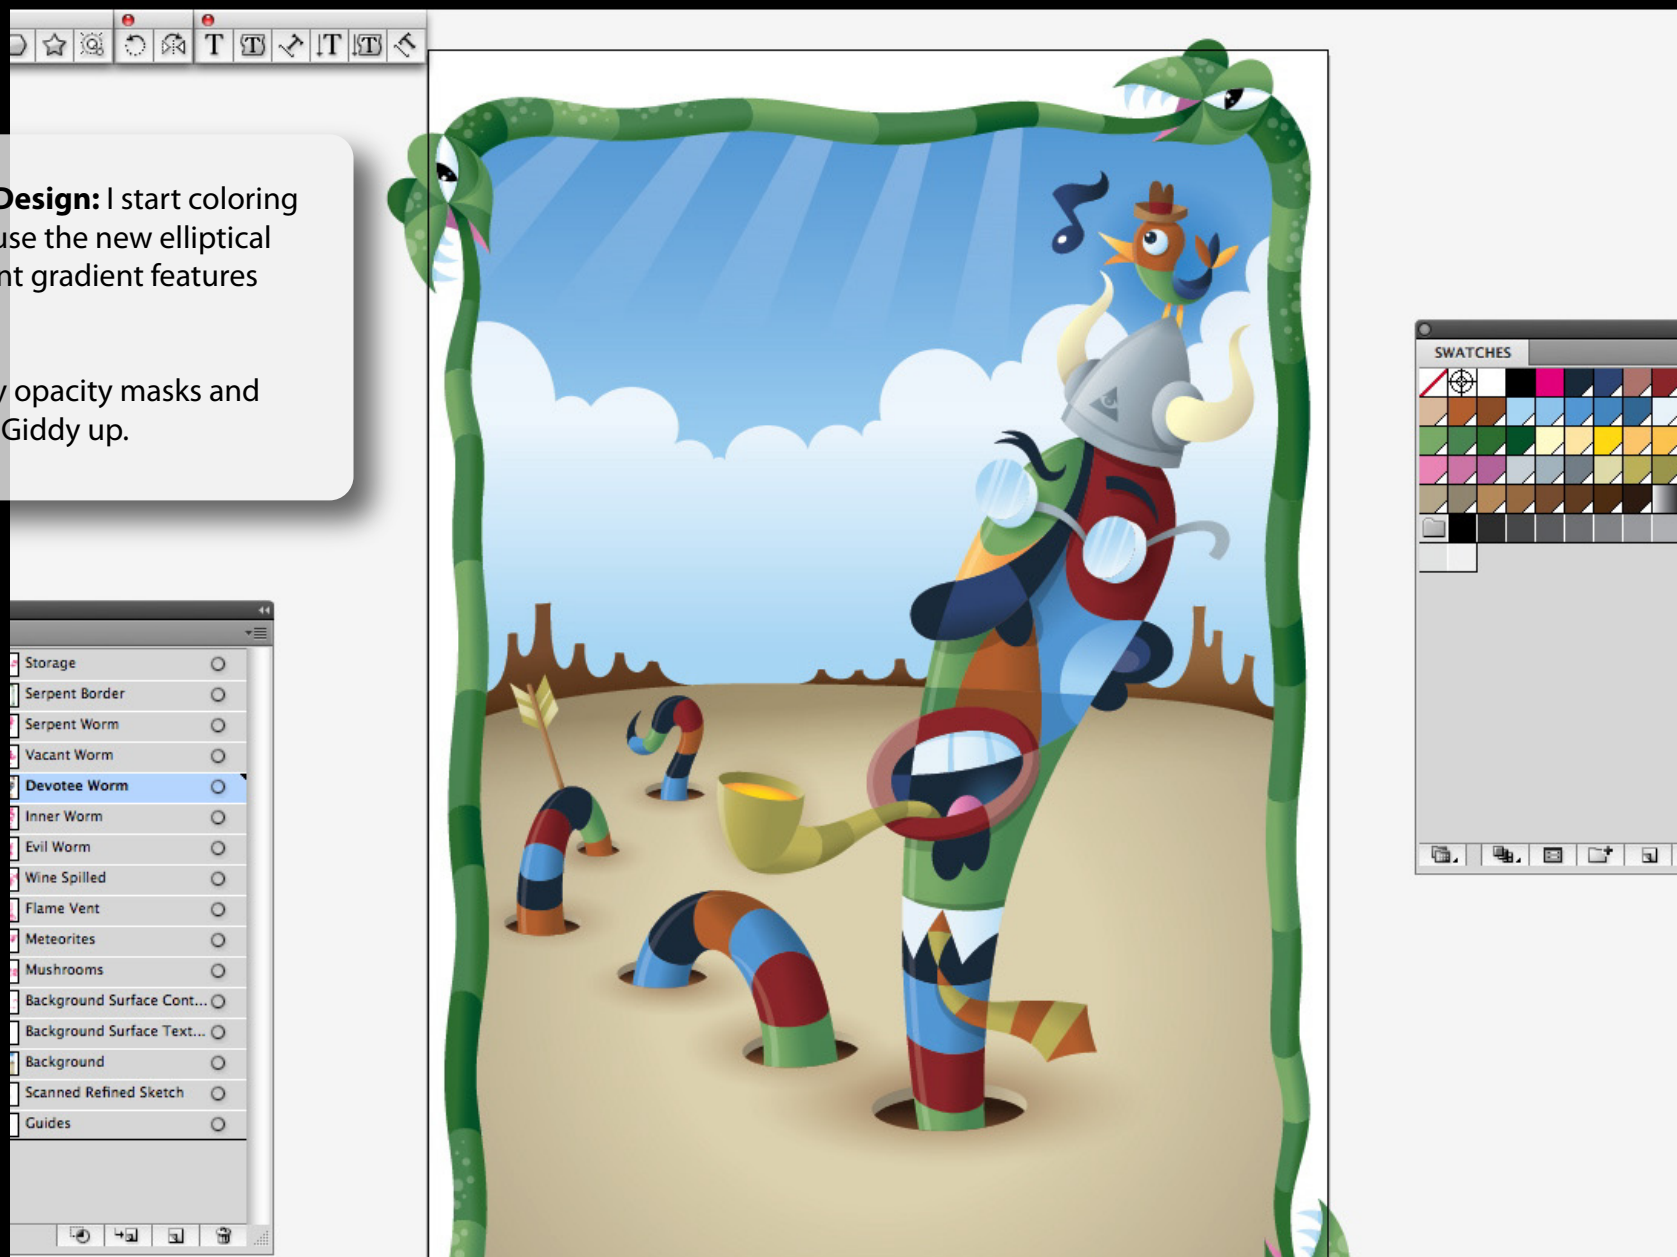 T T T T
Design: I start coloring
use the new elliptical
nt gradient features
y opacity masks and
Giddy up.
SWATCHES
Storage
Serpent Border
Serpent Worm
Vacant Worm
Devotee Worm
Inner Worm
Evil Worm
Wine Spilled
Flame Vent
Meteorites
Mushrooms
Background Surface Cont...
Background Surface Text...
Background
Scanned Refined Sketch
Guides